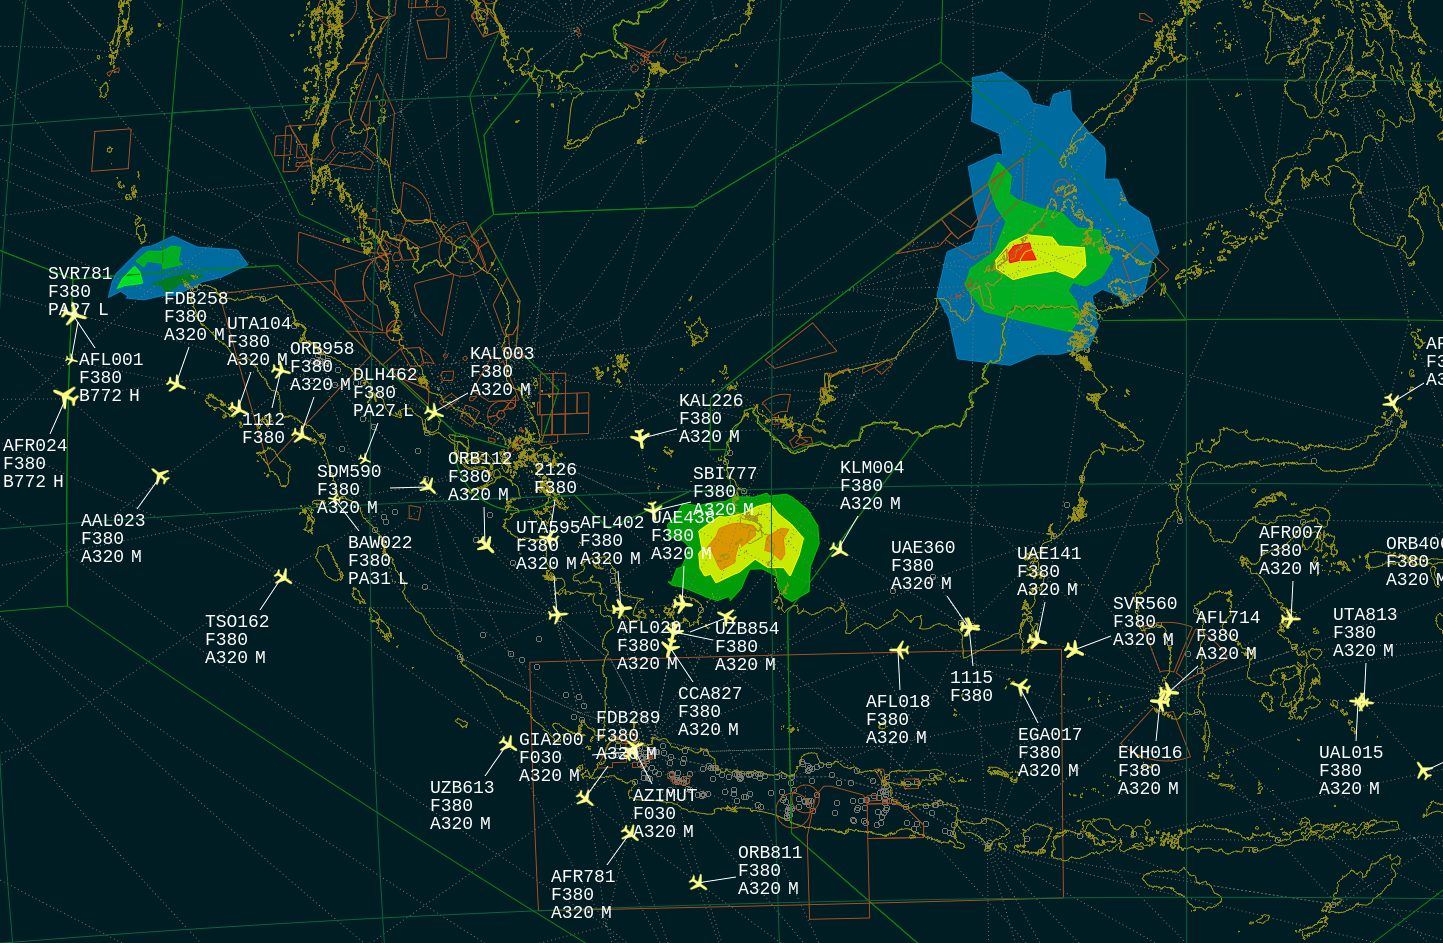 SVR781
F380
PA27 L
FDB258
F380
A320 M
UTA104
F380
A320 M
ORB958
F380
A320 M
AFL001
F380
B772 H
DLH462
F380
PA27 L
KAL003
F380
A320 M
1112
F380
AFR024
F380
B772 H
KAL226
F380
A320 M
SDM590
F380
A320 M
ORB112
F380
A320 M
2126
F380
SBI777
F380
A320 M
KLM004
F380
A320 M
AAL023
F380
A320 M
BAW022
F380
PA31 L
UTA595
F380
A320 M
AFL402
F380
A320 M
UAE438
F380
A320 M
UAE360
F380
A320 M
UAE141
F380
A320 M
AFR007
F380
A320 M
F380
A320 M
TSO162
F380
A320 M
F380
A320 M
UZB854
F380
A320 M
SVR560
F380
A320 M
AFL714
F380
A320 M
UTA813
F380
A320 M
CCA827
F380
A320 M
AFL018
F380
A320 M
1115
F380
FDB289
F380
A320 M
GIA200
F030
A320 M
EGA017
F380
A320 M
EKH016
F380
A320 M
UAL015
F380
A320 M
UZB613
F380
A320 M
AZIMUT
F030
A320 M
AFR781
F380
A320 M
ORB811
F380
A320 M